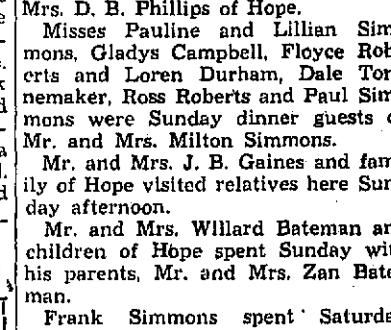 Mrs. D. B. Phillips of Hope.
Misses Pauline and Lillian Sim
mons, Gladys Campbell, Floyce Rob
erts and Loren Durham, Dale Ton
nemaker, Ross Roberts and Paul Sim
mons were Sunday dinner guests
Mr. and Mrs. Milton Simmons.
Mr. and Mrs. J. B. Gaines and fam
ily of Hope visited relatives here Sun
day afternoon.
Mr. and Mrs. Willard Bateman an
children of Hope spent Sunday wit
his parents, Mr. and Mrs. Zan Bate
man.
Frank Simmons spent Saturda